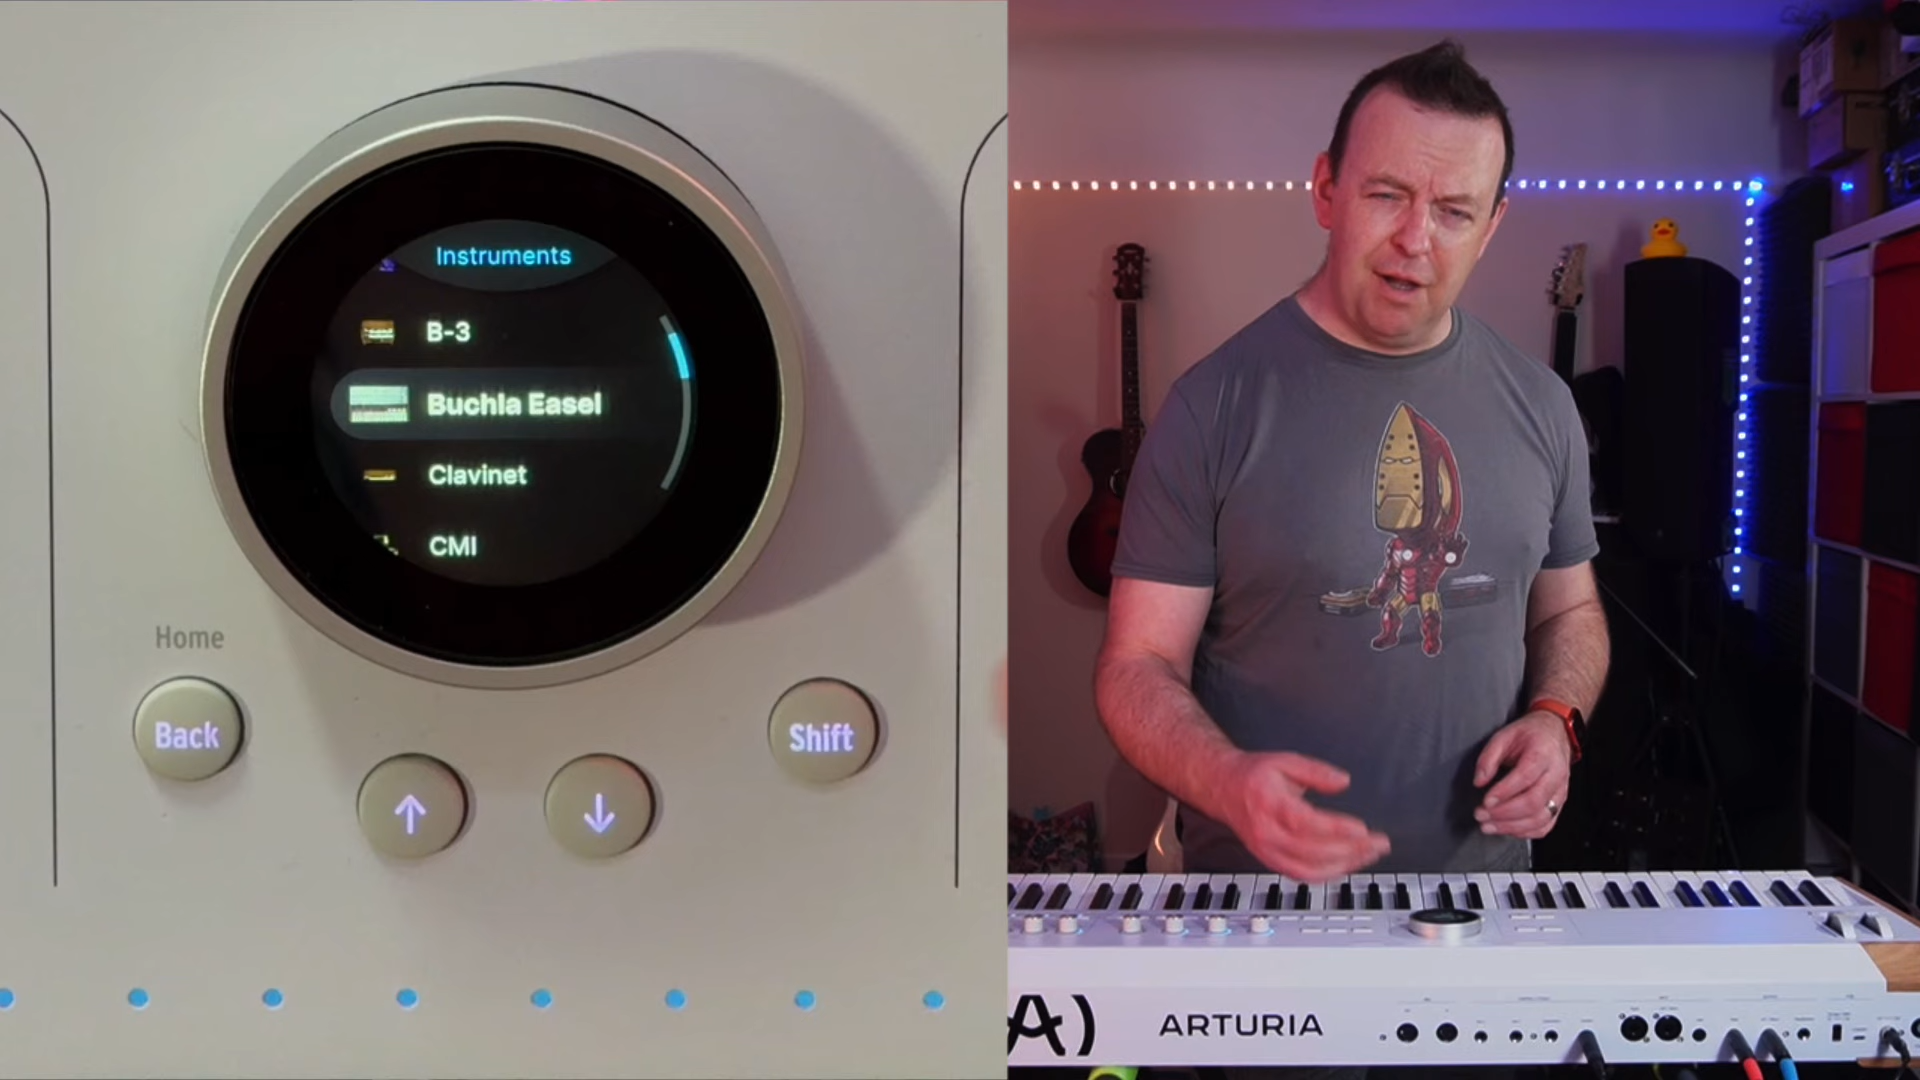 Instruments
B-3
Buchla Easel
Clavinet
CMI
Home
Back
Shift
ARTURIA